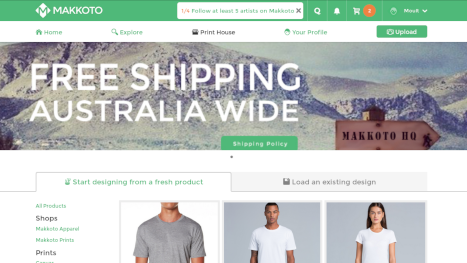 MAKKOTO
1/4 Follow at least 5 artists on Makkoto X
2
Moult
Home
Explore
Print House
Your Profile
Upload
FREE SHIPPING
AUSTRALIA WIDE
Shipping Policy
MAKKOTO HQ
Start designing from a fresh product
Load an existing design
All Products
Shops
Makkoto Apparel
Makkoto Prints
Prints